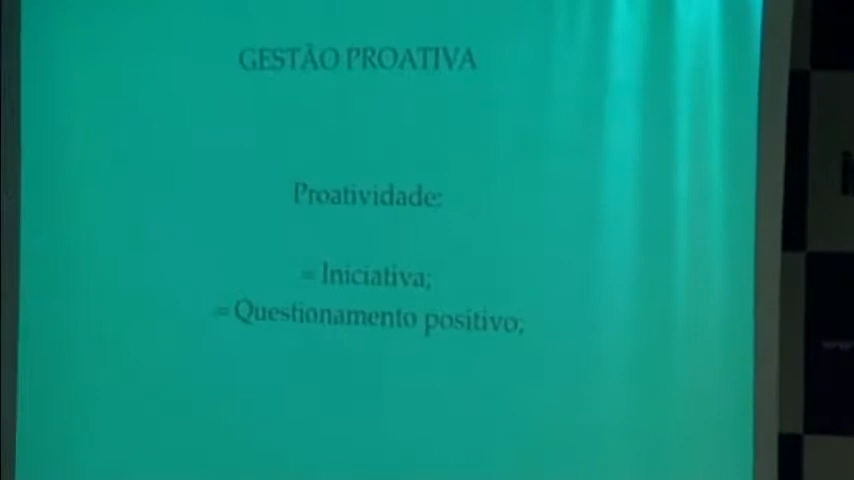 GESTÃO PROATIVA
Proatividade:
= Iniciativa;
= Questionamento positivo;